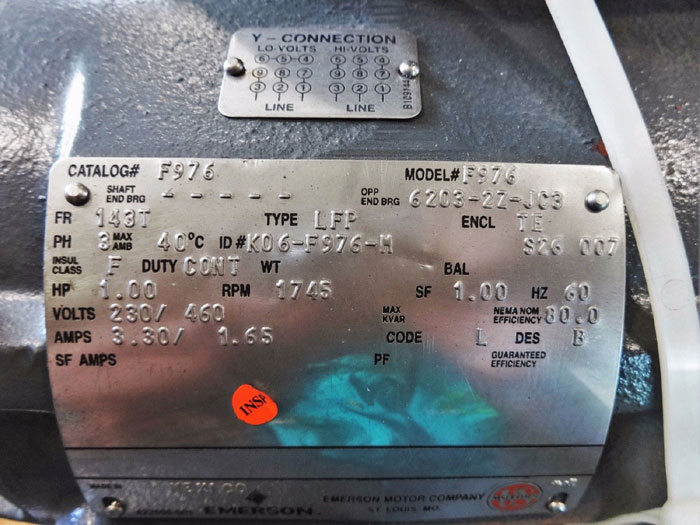 Y – CONNECTION
LO-VOLTS HI-VOLTS
6 5 4 6 5 4
9 8 7 9 8 7
3 2 1 3 2 1
LINE LINE
CATALOG# F976 MODEL# F976
SHAFT END BRG - - - - - OPP END BRG 6203-2Z-JC3
FR 143T TYPE LFP ENCL TE
PH 3 MAX AMB 40°C ID# K06-F976-M S26 007
INSUL CLASS F DUTY CONT WT BAL
HP 1.00 RPM 1745 SF 1.00 HZ 60
VOLTS 230/ 460 MAX KVAR NEMA NOM EFFICIENCY 80.0
AMPS 3.30/ 1.65 CODE L DES B
SF AMPS PF GUARANTEED EFFICIENCY
INSP
MADE IN MEXICO
EMERSON MOTOR COMPANY
EMERSON ST LOUIS, MO.